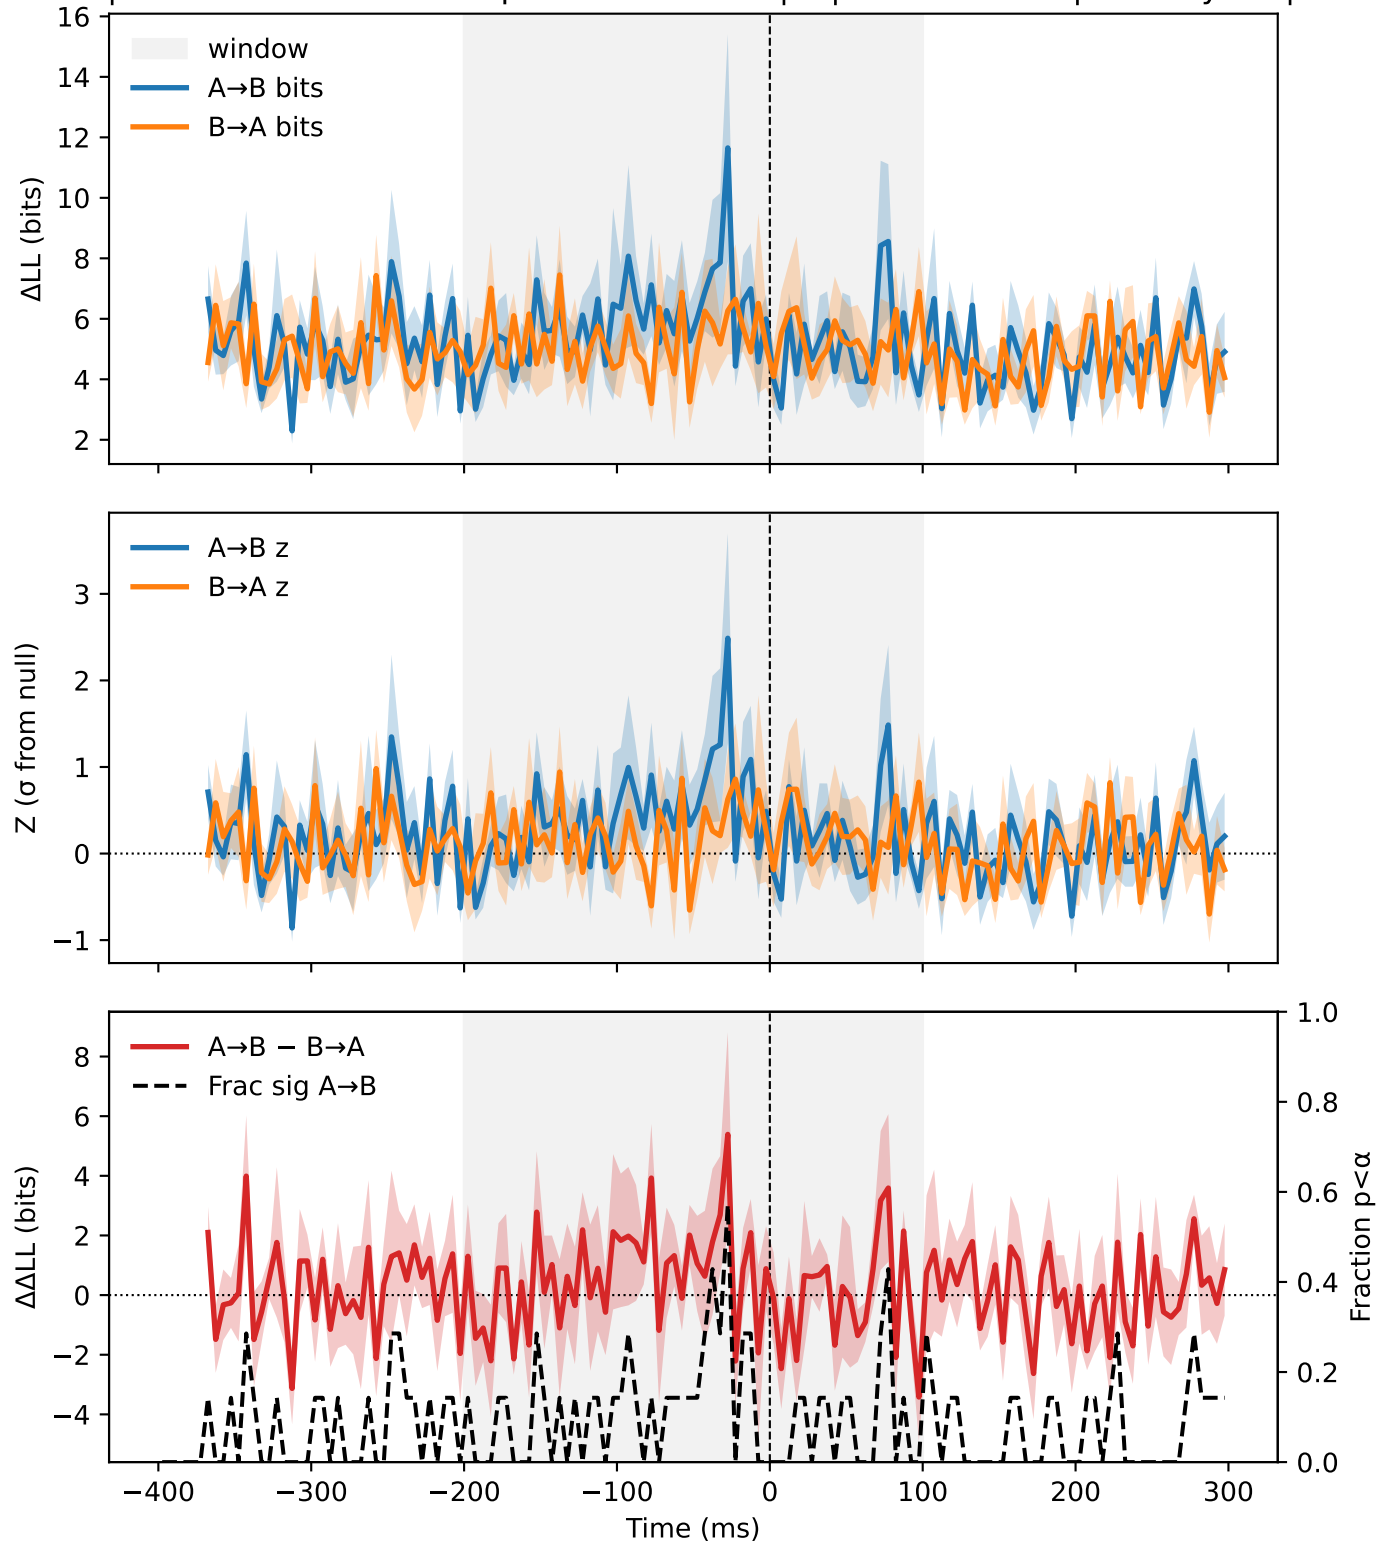 16
14
12
10
8
6
4
2
ΔLL (bits)
window
A→B bits
B→A bits
3
2
1
0
−1
Z (σ from null)
A→B z
B→A z
8
6
4
2
0
−2
−4
ΔΔLL (bits)
A→B − B→A
Frac sig A→B
1.0
0.8
0.6
0.4
0.2
0.0
Fraction p<α
−400 −300 −200 −100 0 100 200 300
Time (ms)